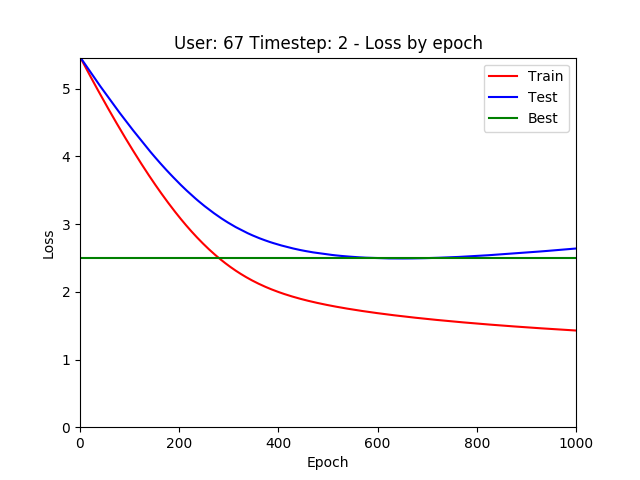 User: 67 Timestep: 2 - Loss by epoch
Train
Test
Best
5
4
3
2
1
0
Loss
0 200 400 600 800 1000
Epoch